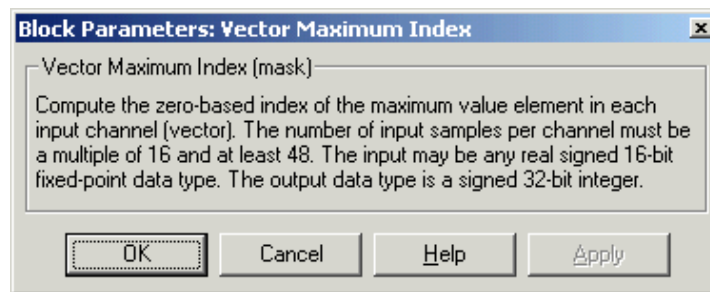 Block Parameters: Vector Maximum Index
Vector Maximum Index (mask)
Compute the zero-based index of the maximum value element in each
input channel (vector). The number of input samples per channel must be
a multiple of 16 and at least 48. The input may be any real signed 16-bit
fixed-point data type. The output data type is a signed 32-bit integer.
OK Cancel Help Apply